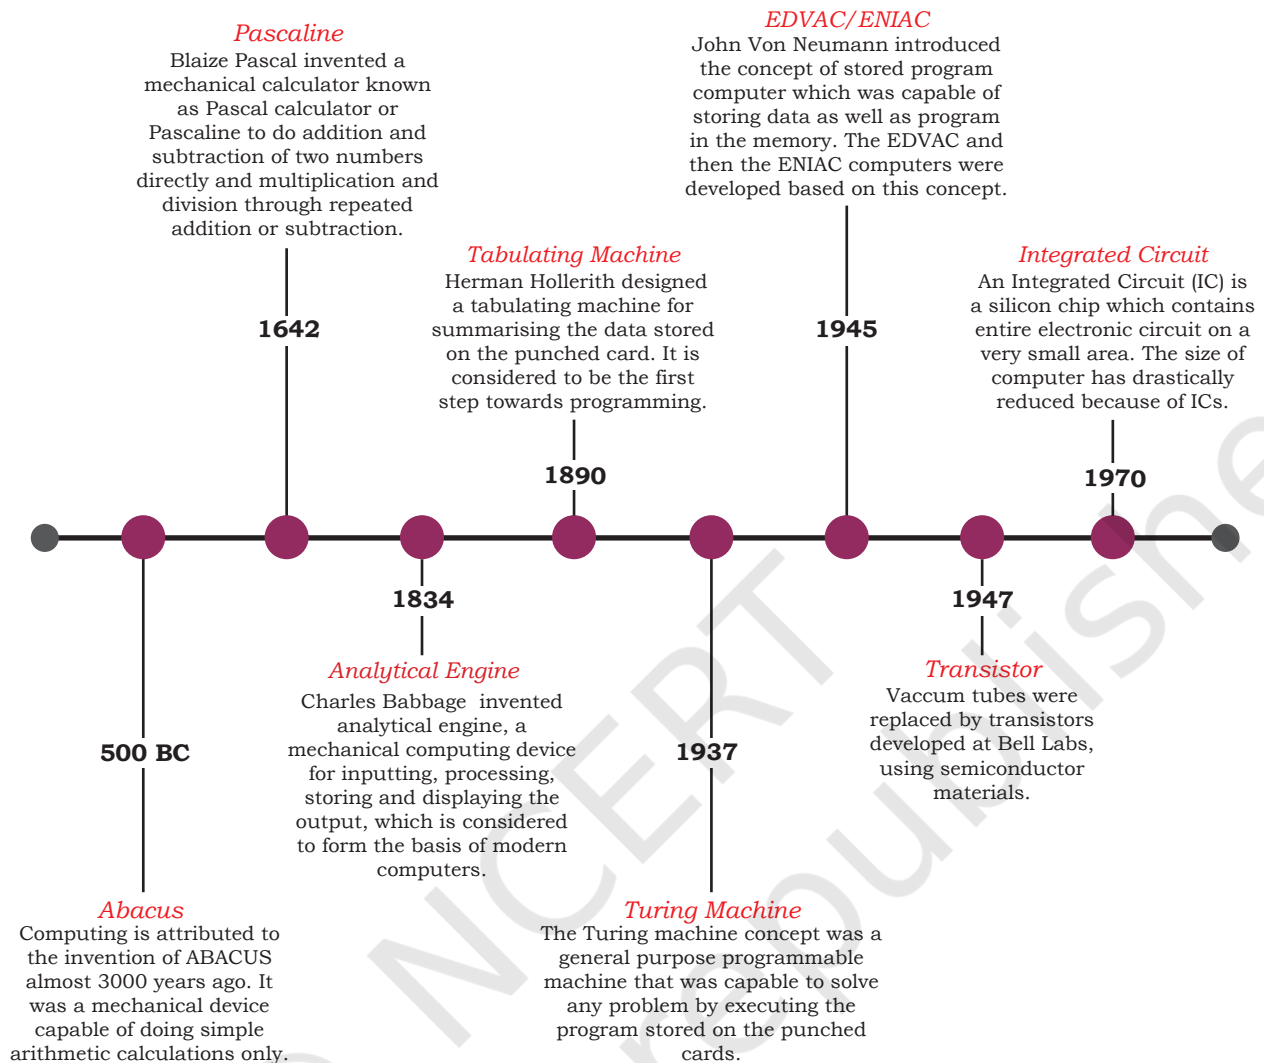 Pascaline
Blaize Pascal invented a
mechanical calculator known
as Pascal calculator or
Pascaline to do addition and
subtraction of two numbers
directly and multiplication and
division through repeated
addition or subtraction.
1642
EDVAC/ENIAC
John Von Neumann introduced
the concept of stored program
computer which was capable of
storing data as well as program
in the memory. The EDVAC and
then the ENIAC computers were
developed based on this concept.
1945
Tabulating Machine
Herman Hollerith designed
a tabulating machine for
summarising the data stored
on the punched card. It is
considered to be the first
step towards programming.
1890
Integrated Circuit
An Integrated Circuit (IC) is
a silicon chip which contains
entire electronic circuit on a
very small area. The size of
computer has drastically
reduced because of ICs.
1970
500 BC
Abacus
Computing is attributed to
the invention of ABACUS
almost 3000 years ago. It
was a mechanical device
capable of doing simple
arithmetic calculations only.
1834
Analytical Engine
Charles Babbage invented
analytical engine, a
mechanical computing device
for inputting, processing,
storing and displaying the
output, which is considered
to form the basis of modern
computers.
1937
Turing Machine
The Turing machine concept was a
general purpose programmable
machine that was capable to solve
any problem by executing the
program stored on the punched
cards.
1947
Transistor
Vaccum tubes were
replaced by transistors
developed at Bell Labs,
using semiconductor
materials.
NCERT